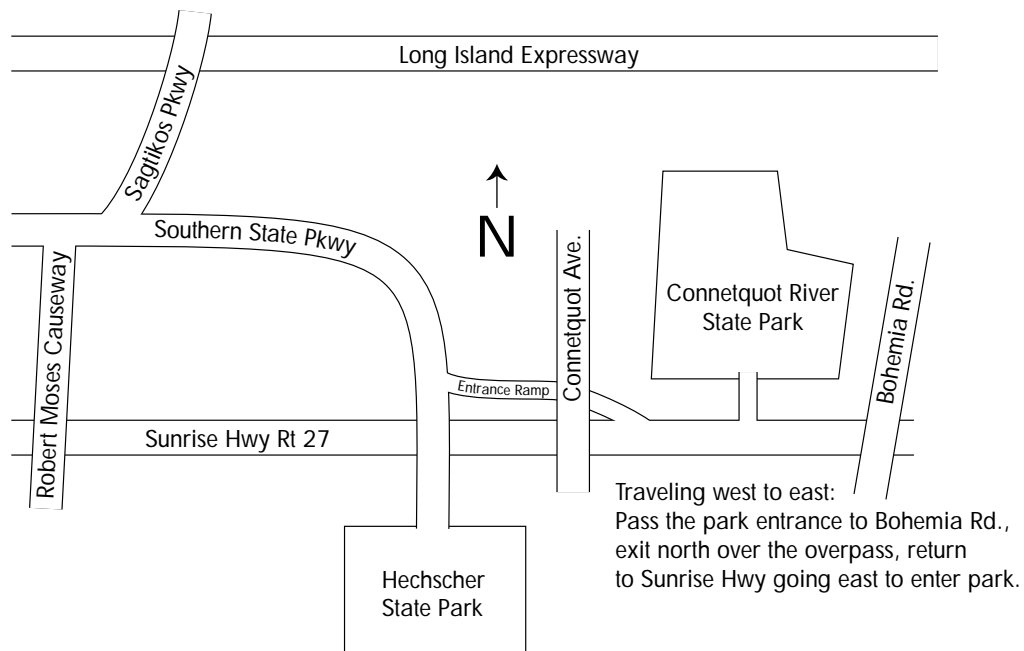 Long Island Expressway
Sagtikos Pkwy
Southern State Pkwy
N
Connetquot Ave.
Connetquot River
State Park
Bohemia Rd.
Robert Moses Causeway
Entrance Ramp
Sunrise Hwy Rt 27
Traveling west to east:
Pass the park entrance to Bohemia Rd.,
exit north over the overpass, return
to Sunrise Hwy going east to enter park.
Hechscher
State Park